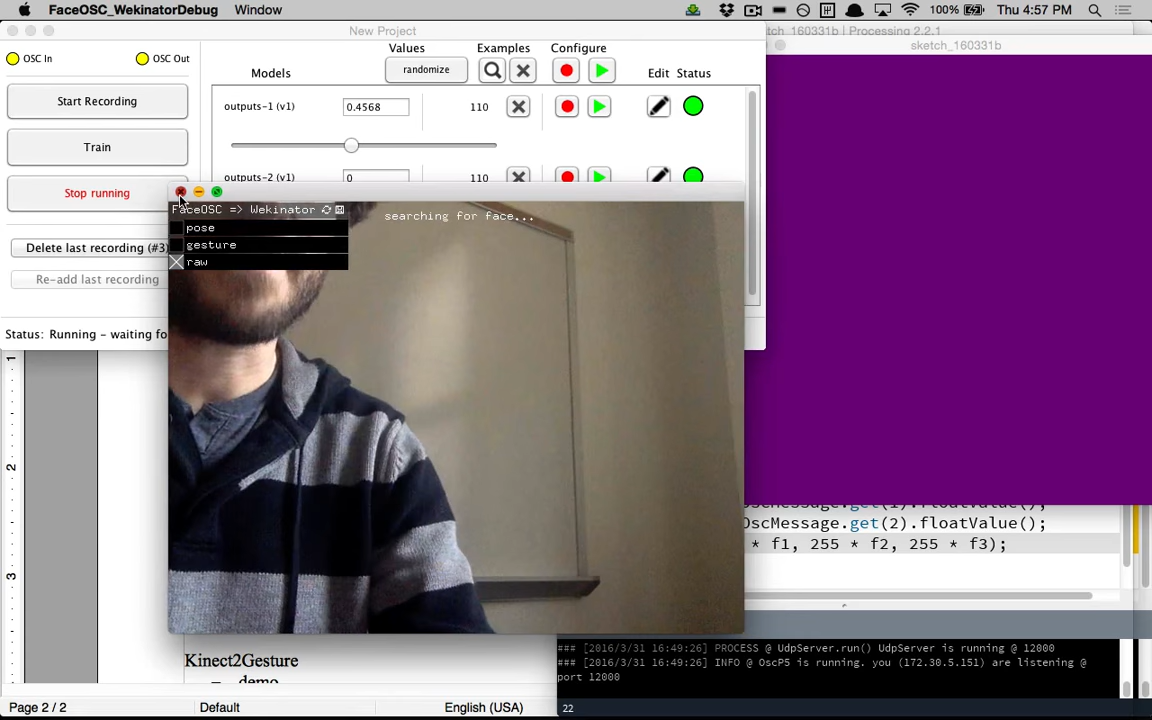 FaceOSC_WekinatorDebug Window 100% Thu 4:57 PM
New Project
tch_160331b | Processing 2.2.1
sketch_160331b
OSC In OSC Out
Values Examples Configure
Models randomize Edit Status
Start Recording
outputs-1 (v1) 0.4568 110
Train
outputs-2 (v1) 0 110
Stop running
FaceOSC => Wekinator
searching for face...
pose
gesture
raw
Delete last recording (#3)
Re-add last recording
Status: Running - waiting fo
1
2
3
Message.get(1).floatValue();
OscMessage.get(2).floatValue();
* f1, 255 * f2, 255 * f3);
### [2016/3/31 16:49:26] PROCESS @ UdpServer.run() UdpServer is running @ 12000
### [2016/3/31 16:49:26] INFO @ OscP5 is running. you (172.30.5.151) are listening @
port 12000
Kinect2Gesture
– demo
Page 2 / 2 Default English (USA)
22